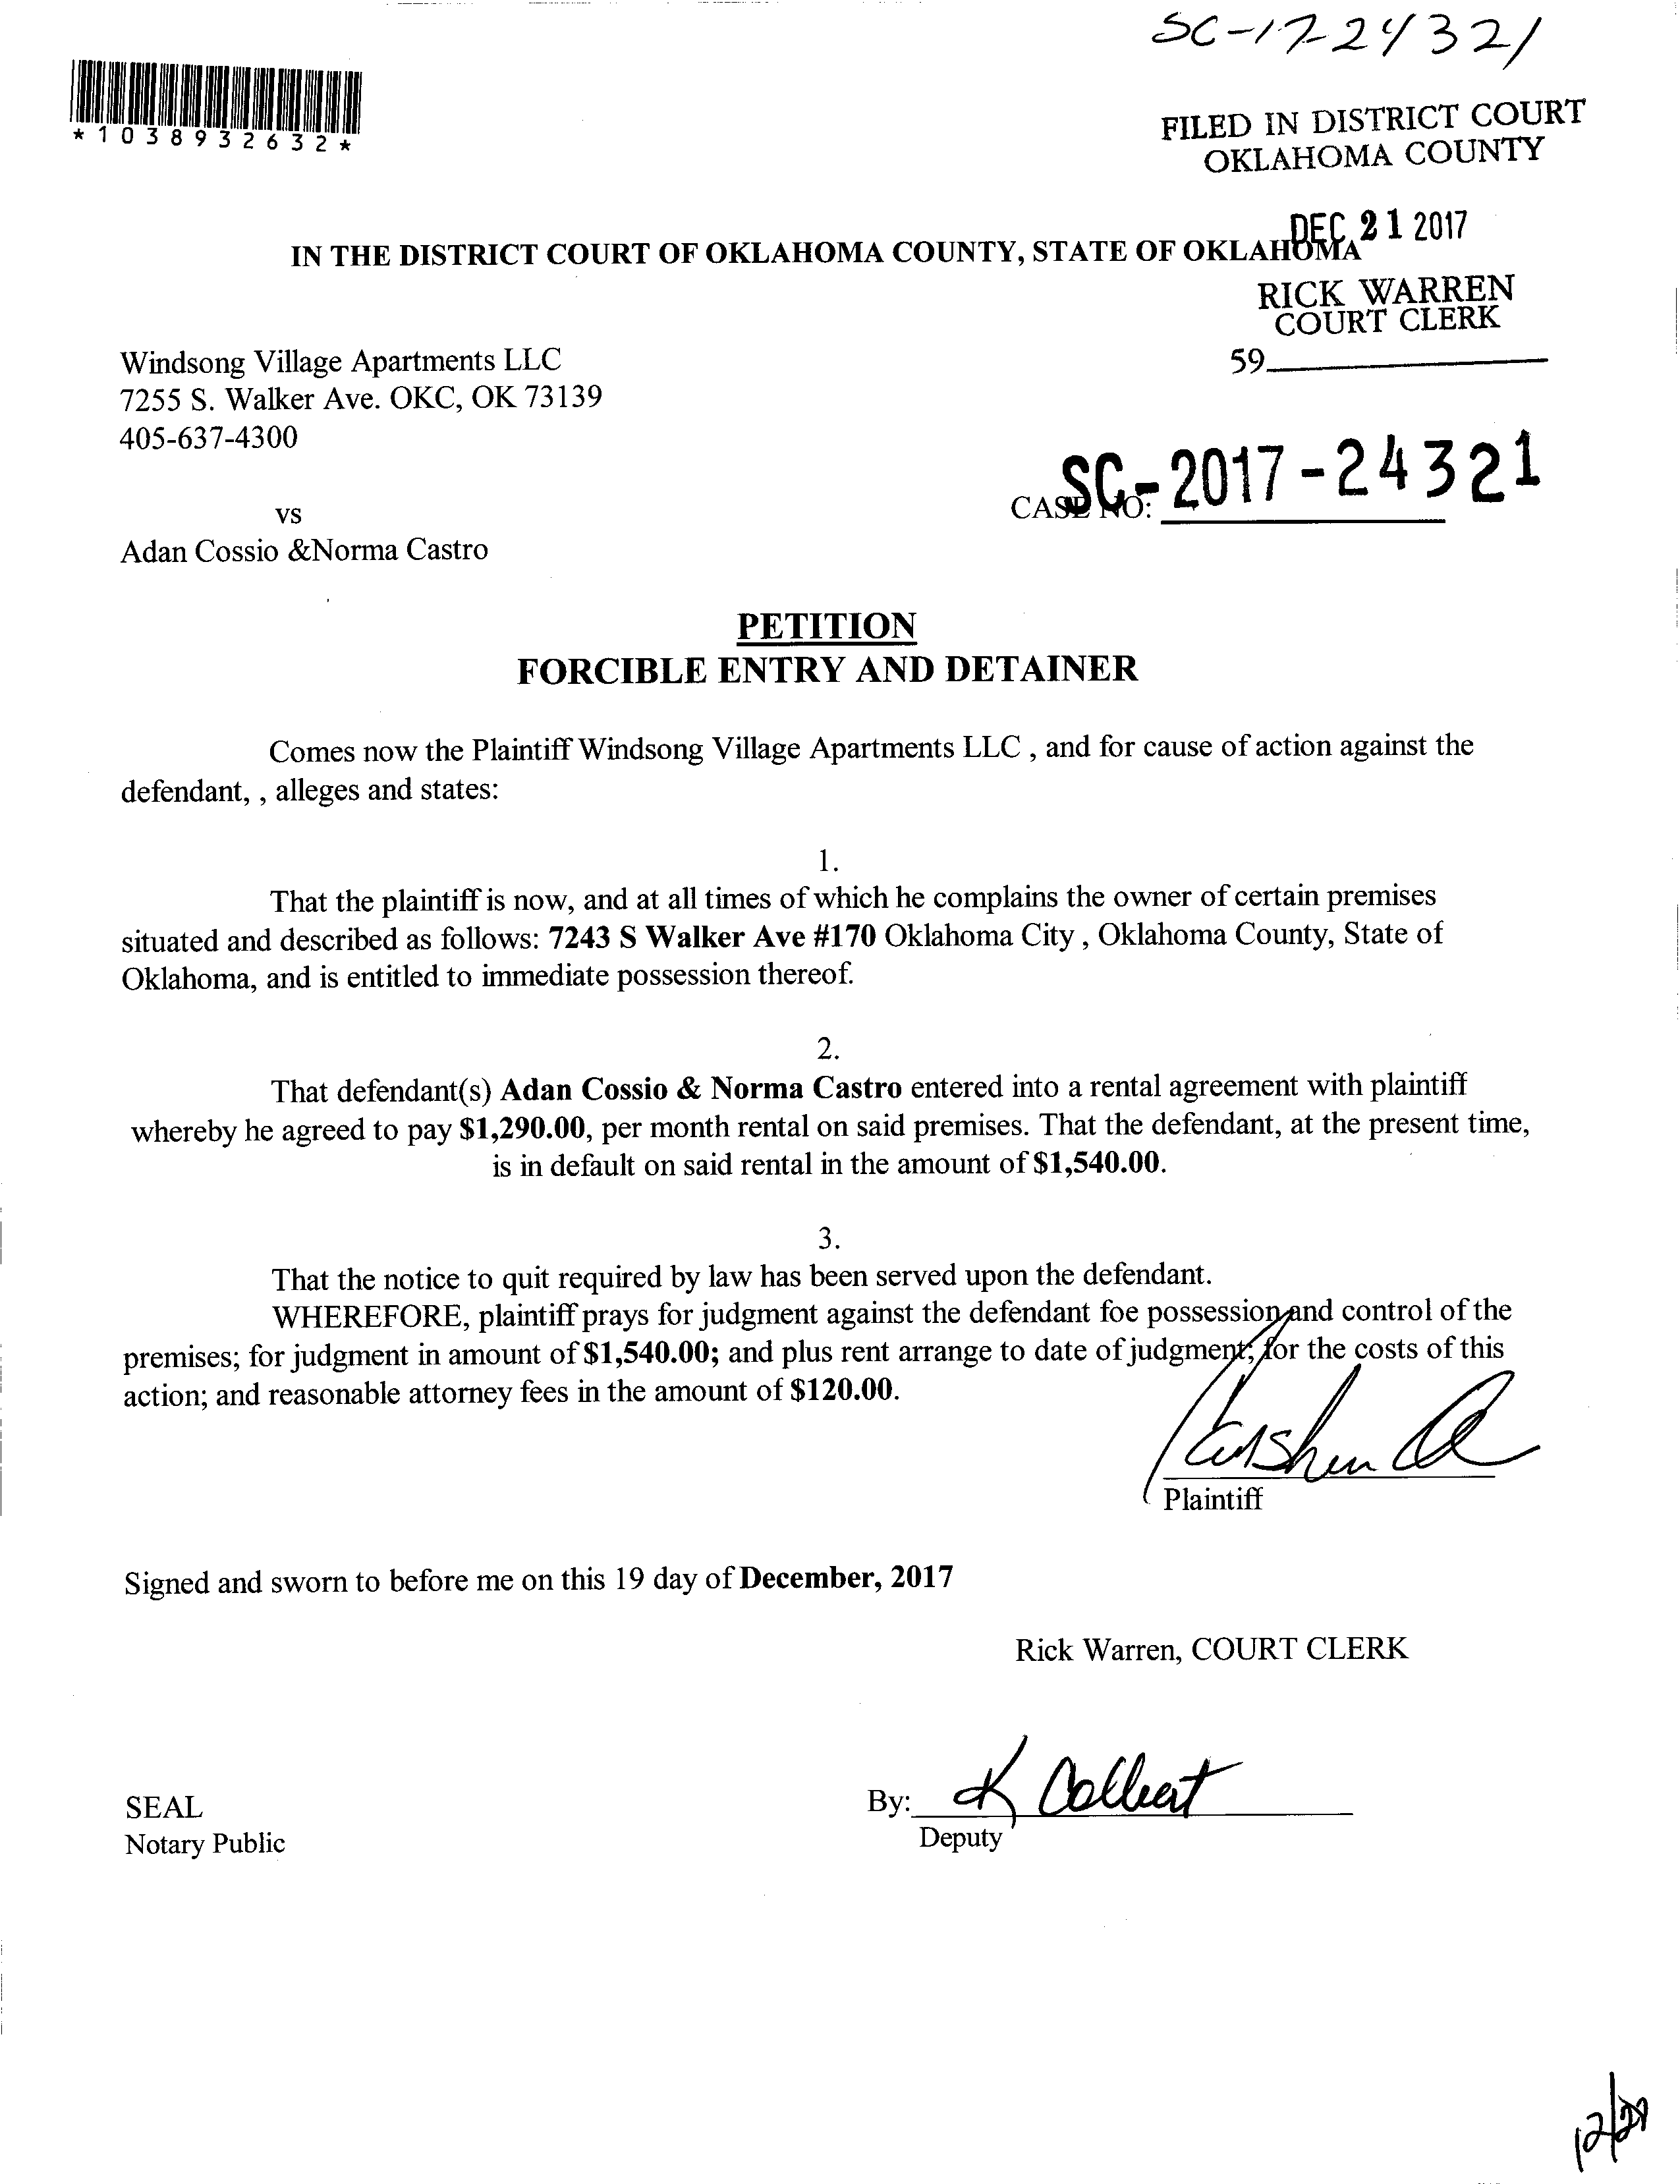 SC-17-24321
*1038932632*
FILED IN DISTRICT COURT
OKLAHOMA COUNTY
DEC 21 2017
IN THE DISTRICT COURT OF OKLAHOMA COUNTY, STATE OF OKLAHOMA
RICK WARREN
COURT CLERK
59
Windsong Village Apartments LLC
7255 S. Walker Ave. OKC, OK 73139
405-637-4300
CASE NO: SC-2017-24321
vs
Adan Cossio &Norma Castro
PETITION
FORCIBLE ENTRY AND DETAINER
Comes now the Plaintiff Windsong Village Apartments LLC , and for cause of action against the
defendant, , alleges and states:
1.
That the plaintiff is now, and at all times of which he complains the owner of certain premises
situated and described as follows: 7243 S Walker Ave #170 Oklahoma City , Oklahoma County, State of
Oklahoma, and is entitled to immediate possession thereof.
2.
That defendant(s) Adan Cossio & Norma Castro entered into a rental agreement with plaintiff
whereby he agreed to pay $1,290.00, per month rental on said premises. That the defendant, at the present time,
is in default on said rental in the amount of $1,540.00.
3.
That the notice to quit required by law has been served upon the defendant.
WHEREFORE, plaintiff prays for judgment against the defendant foe possession and control of the
premises; for judgment in amount of $1,540.00; and plus rent arrange to date of judgment; for the costs of this
action; and reasonable attorney fees in the amount of $120.00.
Plaintiff
Signed and sworn to before me on this 19 day of December, 2017
Rick Warren, COURT CLERK
SEAL
By: K Colbert
Notary Public
Deputy